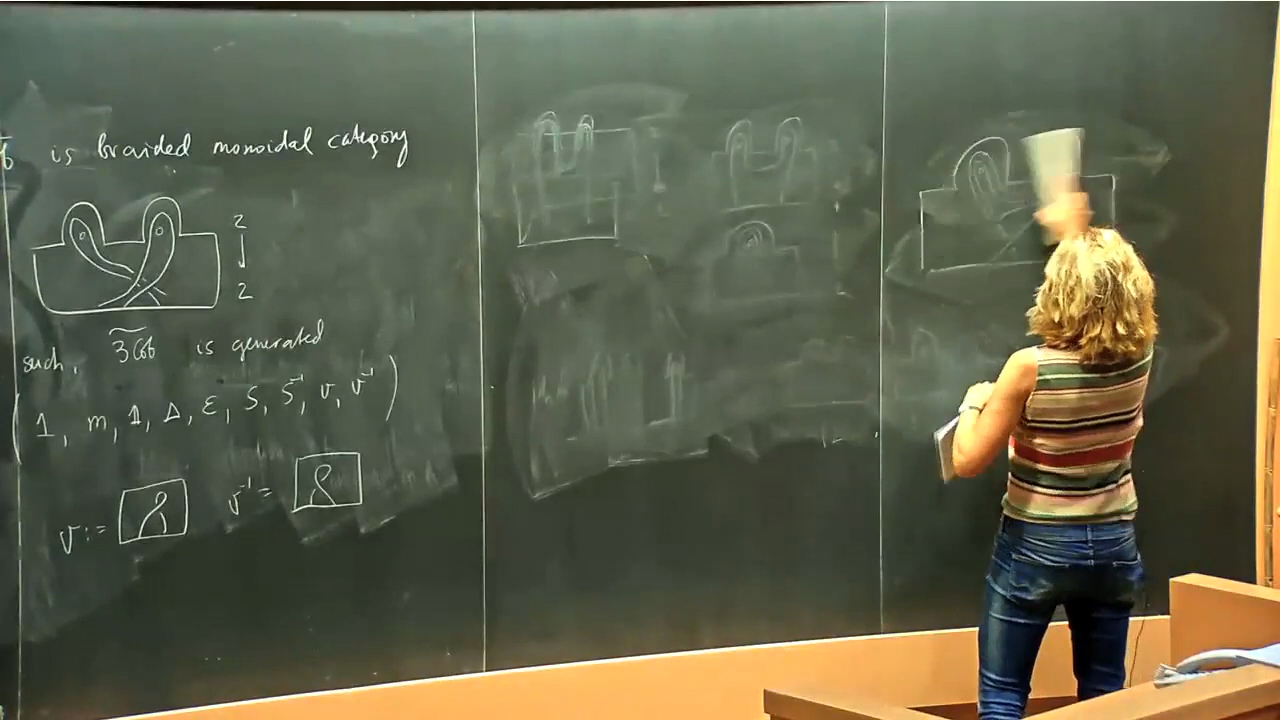 is braided monoidal category
2
↓
2
such, 3Cob is generated
(1, m, 𝟙, Δ, ε, S, S⁻¹, v, v⁻¹)
v := v⁻¹ =